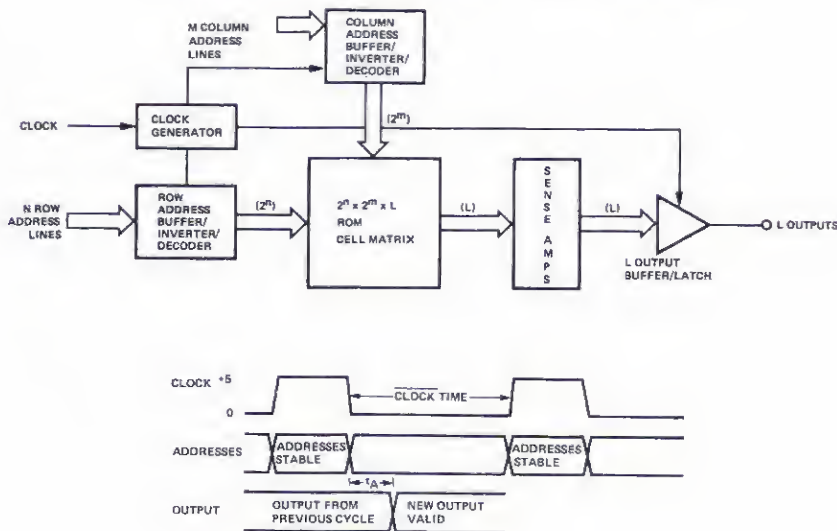 M COLUMN
ADDRESS
LINES
COLUMN
ADDRESS
BUFFER/
INVERTER/
DECODER
CLOCK
CLOCK
GENERATOR
(2ᵐ)
N ROW
ADDRESS
LINES
ROW
ADDRESS
BUFFER/
INVERTER/
DECODER
(2ⁿ)
2ⁿ x 2ᵐ x L
ROM
CELL MATRIX
(L)
SENSE AMPS
(L)
L OUTPUTS
L OUTPUT
BUFFER/LATCH
CLOCK +5
0
CLOCK TIME
ADDRESSES
ADDRESSES
STABLE
ADDRESSES
STABLE
tA
OUTPUT
OUTPUT FROM
PREVIOUS CYCLE
NEW OUTPUT
VALID